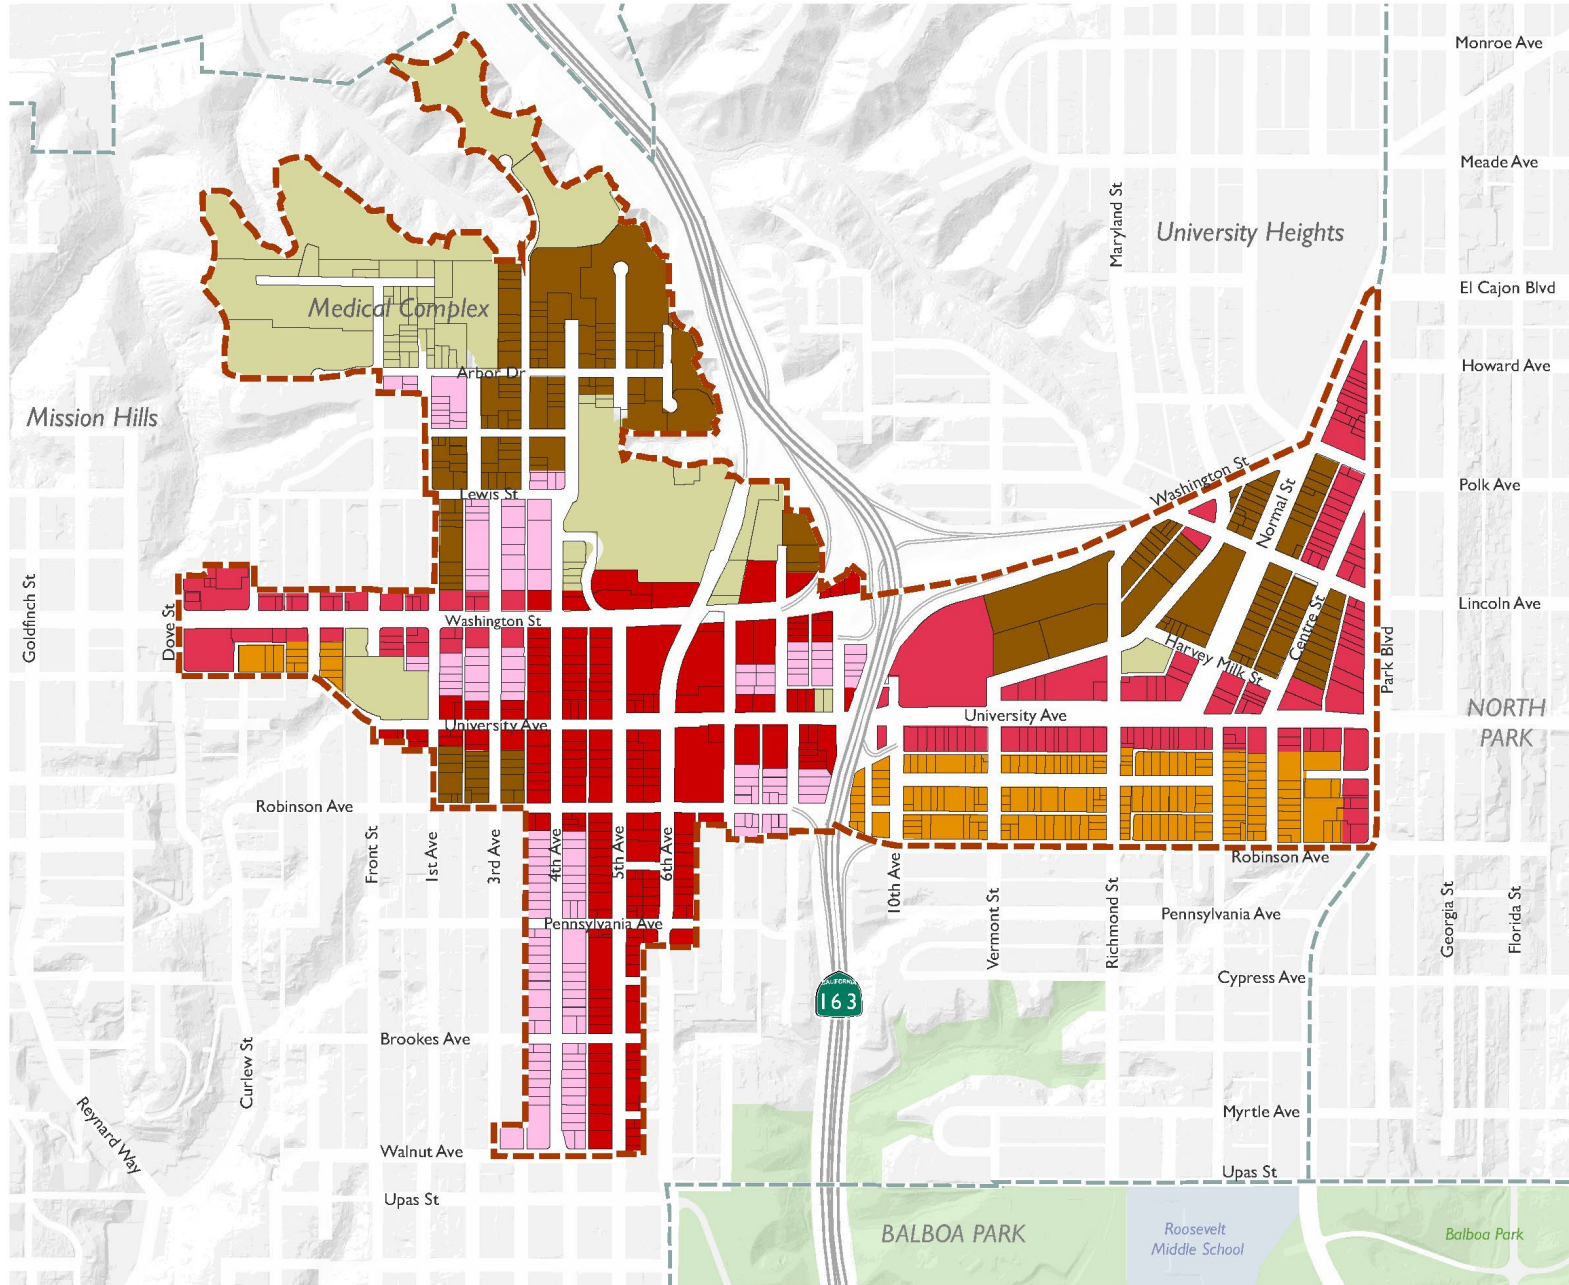 Monroe Ave
Meade Ave
Maryland St
University Heights
El Cajon Blvd
Medical Complex
Howard Ave
Arbor Dr
Mission Hills
Washington St
Polk Ave
Lewis St
Normal St
Goldfinch St
Dove St
Lincoln Ave
Washington St
Centre St
Harvey Milk St
Park Blvd
University Ave
University Ave
NORTH
PARK
Robinson Ave
Front St
1st Ave
3rd Ave
4th Ave
5th Ave
6th Ave
10th Ave
Robinson Ave
Vermont St
Richmond St
Pennsylvania Ave
Pennsylvania Ave
Georgia St
Florida St
Cypress Ave
CALIFORNIA
163
Brookes Ave
Curlew St
Reynard Way
Myrtle Ave
Walnut Ave
Upas St
Upas St
BALBOA PARK
Roosevelt
Middle School
Balboa Park